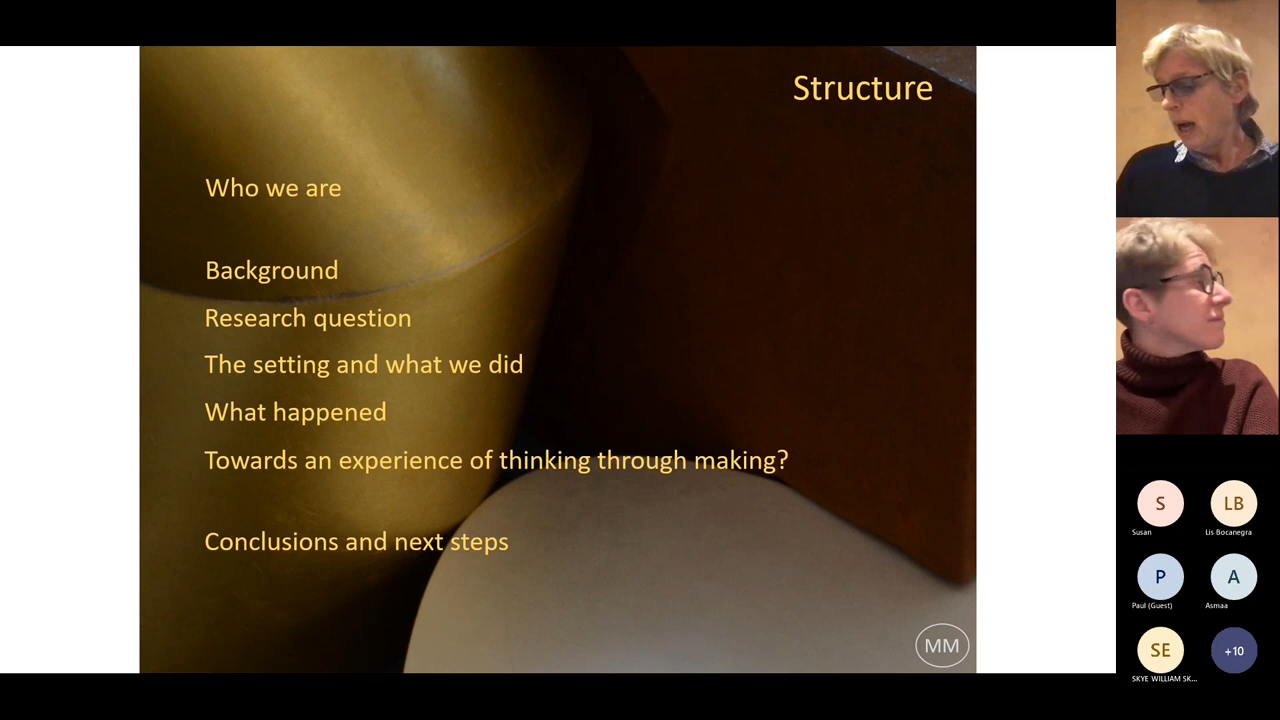 Structure
Who we are
Background
Research question
The setting and what we did
What happened
Towards an experience of thinking through making?
Conclusions and next steps
MM
S
LB
Susan
Lis Bocanegra
P
A
Paul (Guest)
Asmaa
SE
+10
SKYE WILLIAM SK...